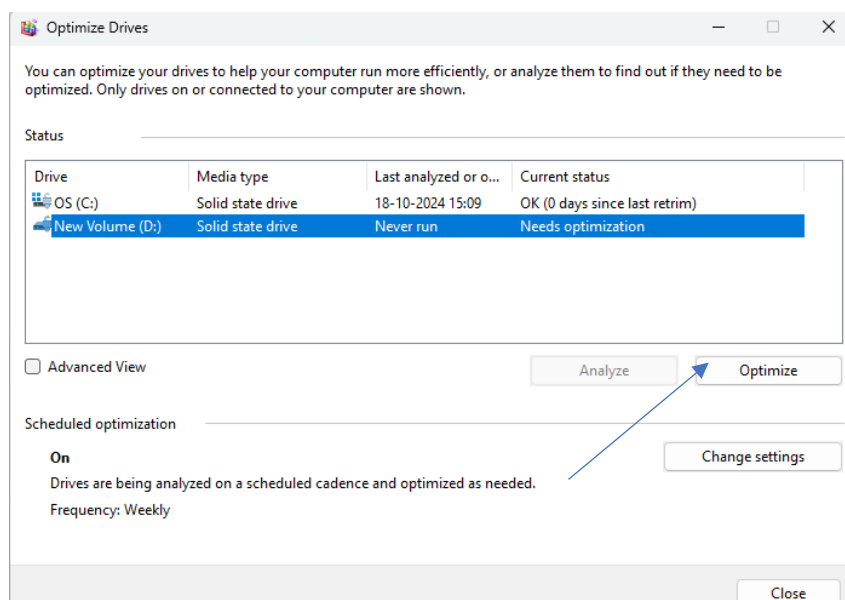 Optimize Drives
You can optimize your drives to help your computer run more efficiently, or analyze them to find out if they need to be
optimized. Only drives on or connected to your computer are shown.
Status
Drive Media type Last analyzed or o... Current status
OS (C:) Solid state drive 18-10-2024 15:09 OK (0 days since last retrim)
New Volume (D:) Solid state drive Never run Needs optimization
Advanced View Analyze Optimize
Scheduled optimization
On Change settings
Drives are being analyzed on a scheduled cadence and optimized as needed.
Frequency: Weekly
Close